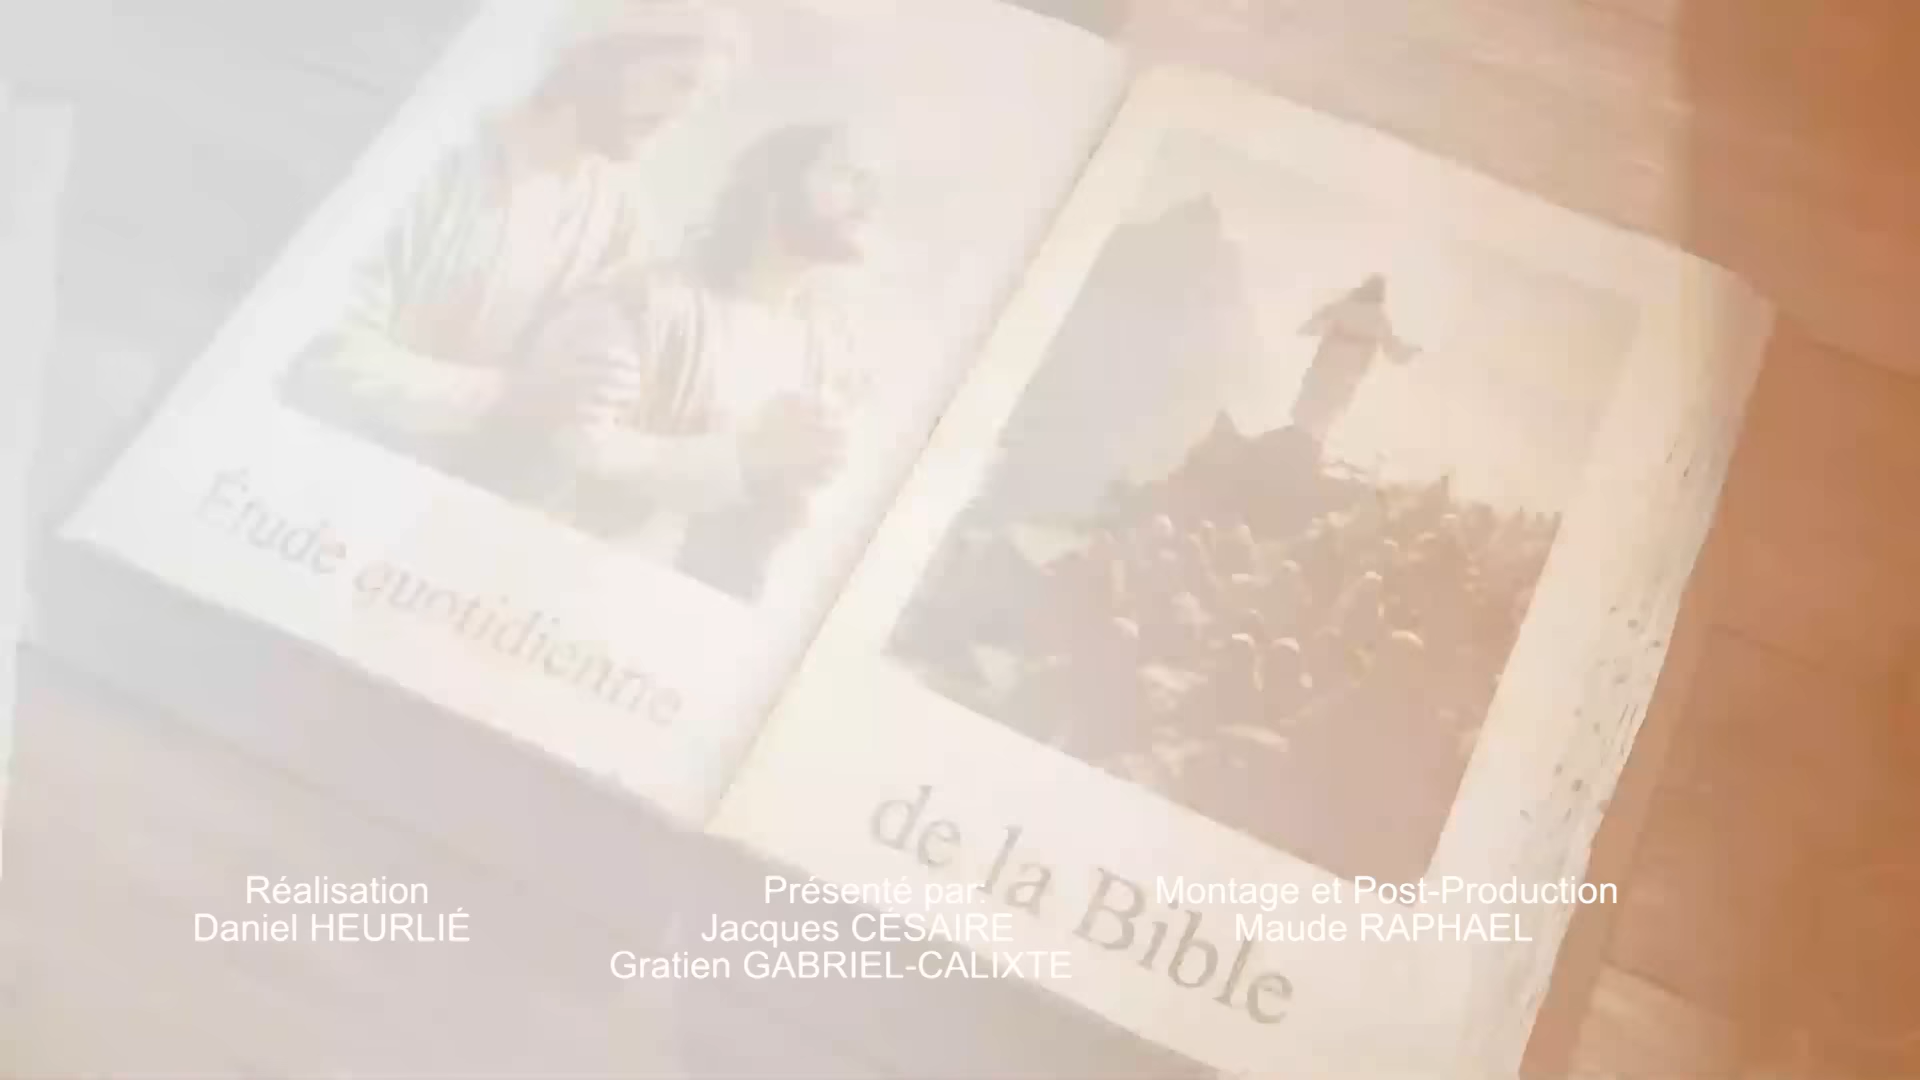 Étude quotidienne
de la Bible
Réalisation
Daniel HEURLIÉ
Présenté par:
Jacques CÉSAIRE
Gratien GABRIEL-CALIXTE
Montage et Post-Production
Maude RAPHAEL